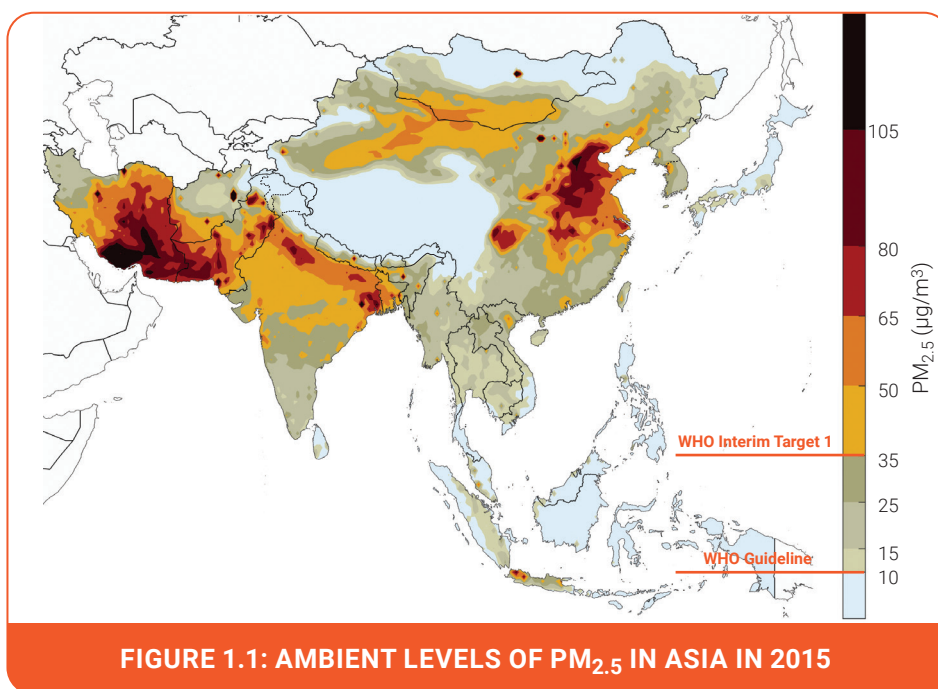 105
80
65
50
35
25
15
10
PM2.5 (µg/m³)
WHO Interim Target 1
WHO Guideline
FIGURE 1.1: AMBIENT LEVELS OF PM2.5 IN ASIA IN 2015